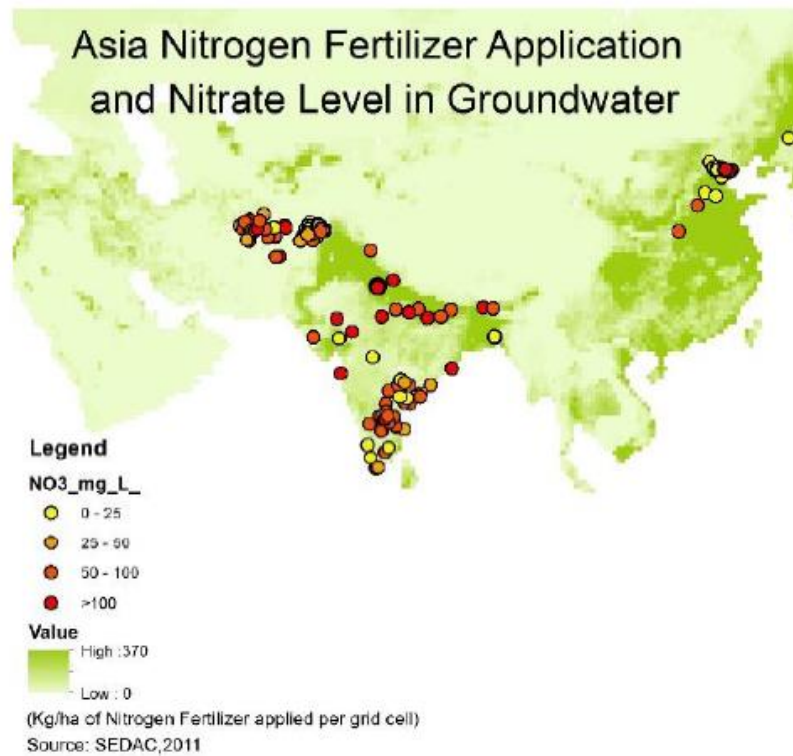 Asia Nitrogen Fertilizer Application
and Nitrate Level in Groundwater
Legend
NO3_mg_L_
0 - 25
25 - 50
50 - 100
>100
Value
High :370
Low : 0
(Kg/ha of Nitrogen Fertilizer applied per grid cell)
Source: SEDAC,2011